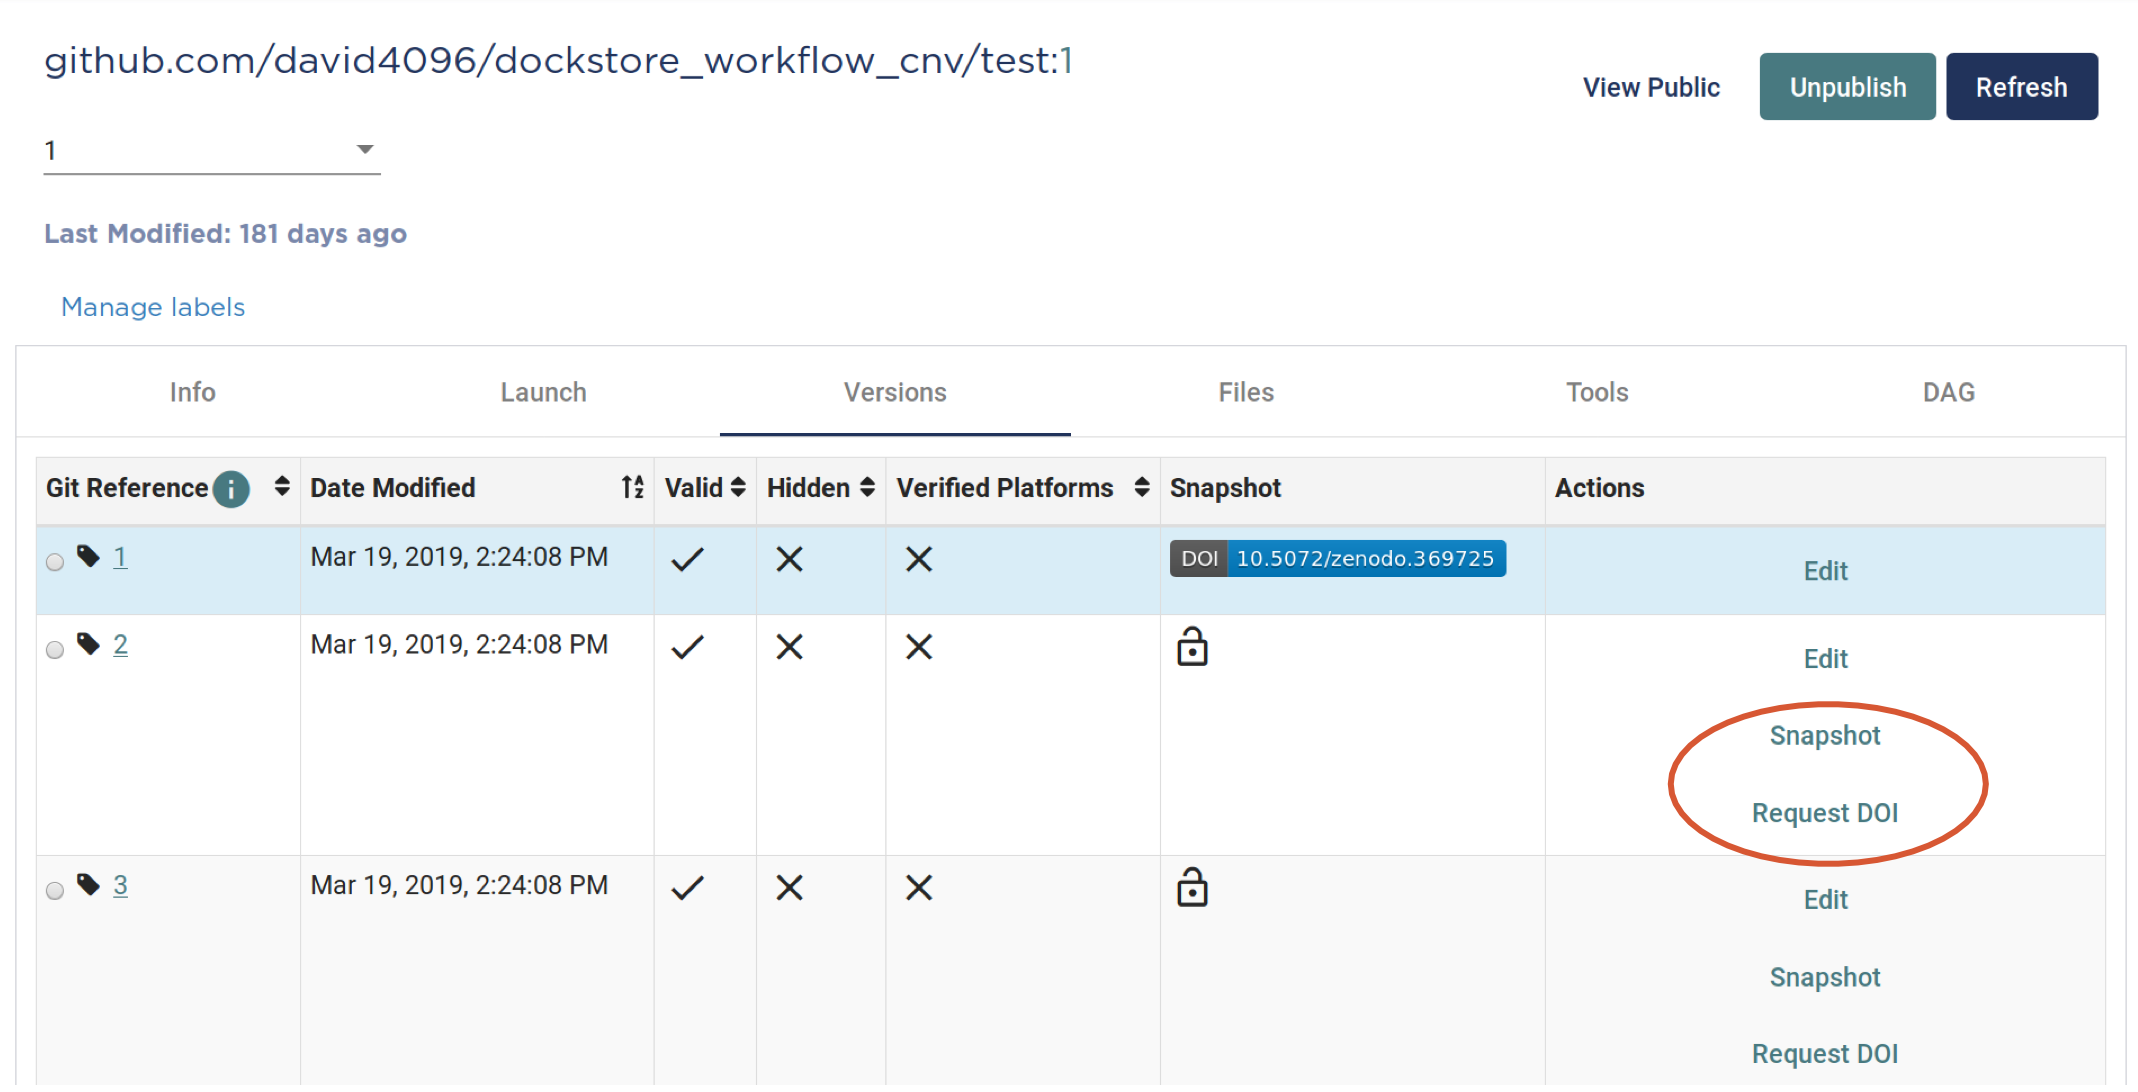 github.com/david4096/dockstore_workflow_cnv/test:1
View Public Unpublish Refresh
1
Last Modified: 181 days ago
Manage labels
Info Launch Versions Files Tools DAG
Git Reference i Date Modified Valid Hidden Verified Platforms Snapshot Actions
1 Mar 19, 2019, 2:24:08 PM DOI 10.5072/zenodo.369725 Edit
2 Mar 19, 2019, 2:24:08 PM Edit
Snapshot
Request DOI
3 Mar 19, 2019, 2:24:08 PM Edit
Snapshot
Request DOI